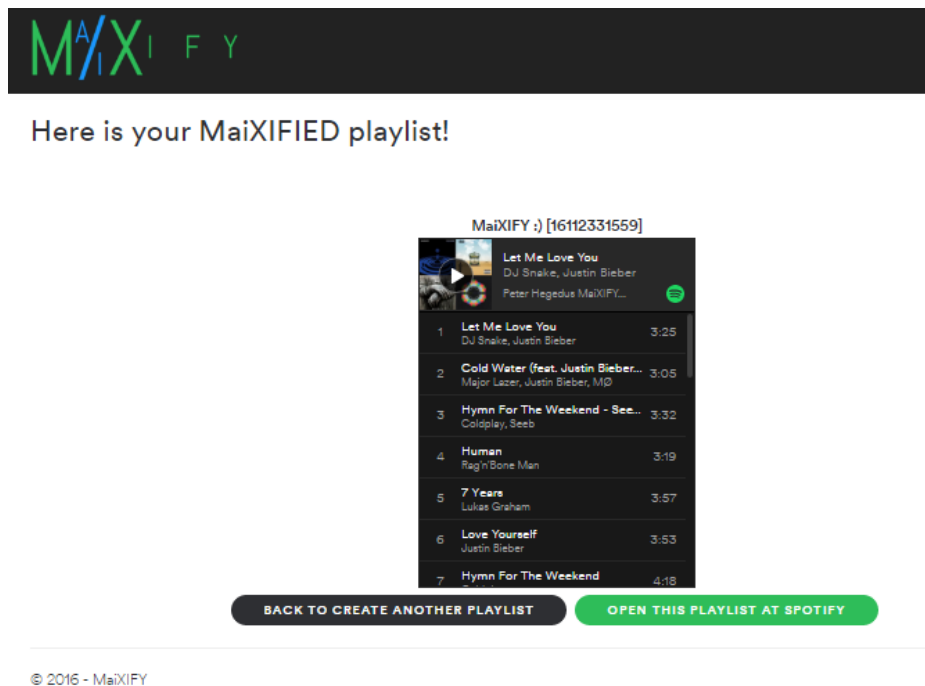 MAIXIFY
Here is your MaiXIFIED playlist!
MaiXIFY :) [16112331559]
Let Me Love You
DJ Snake, Justin Bieber
Peter Hegedus MaiXIFY...
1 Let Me Love You 3:25
DJ Snake, Justin Bieber
2 Cold Water (feat. Justin Bieber... 3:05
Major Lazer, Justin Bieber, MØ
3 Hymn For The Weekend - See... 3:32
Coldplay, Seeb
4 Human 3:19
Rag'n'Bone Man
5 7 Years 3:57
Lukas Graham
6 Love Yourself 3:53
Justin Bieber
7 Hymn For The Weekend 4:18
BACK TO CREATE ANOTHER PLAYLIST OPEN THIS PLAYLIST AT SPOTIFY
© 2016 - MaiXIFY